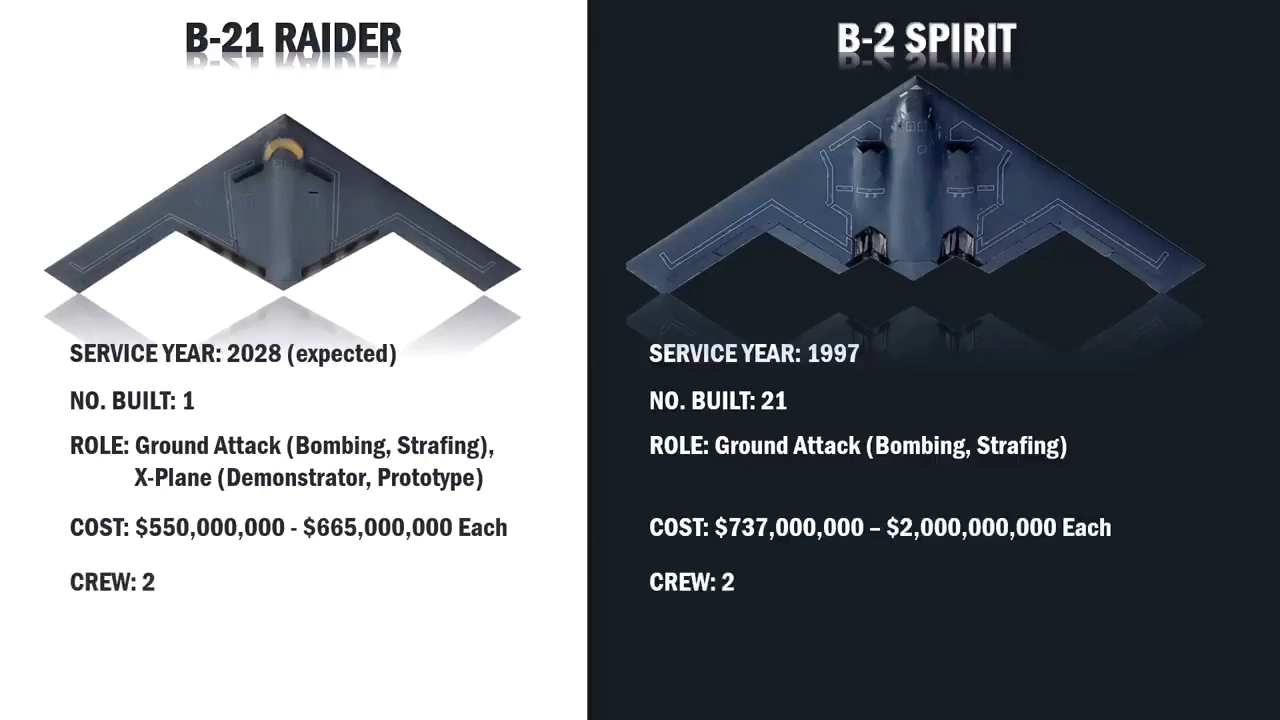 B-21 RAIDER
SERVICE YEAR: 2028 (expected)
NO. BUILT: 1
ROLE: Ground Attack (Bombing, Strafing),
X-Plane (Demonstrator, Prototype)
COST: $550,000,000 - $665,000,000 Each
CREW: 2
B-2 SPIRIT
SERVICE YEAR: 1997
NO. BUILT: 21
ROLE: Ground Attack (Bombing, Strafing)
COST: $737,000,000 – $2,000,000,000 Each
CREW: 2